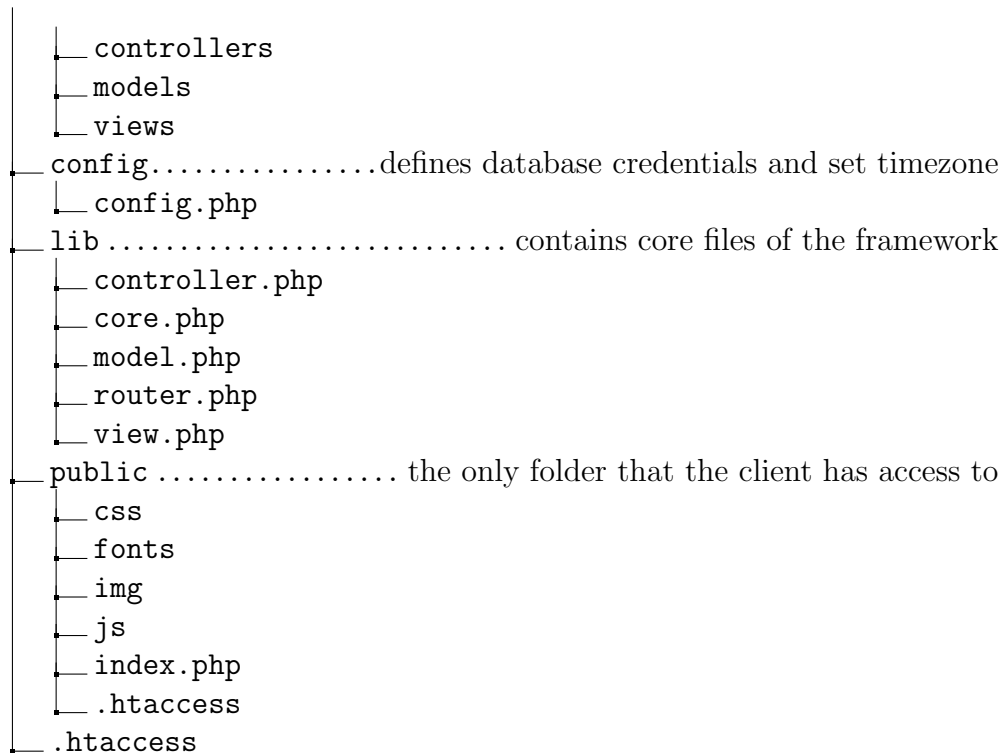 controllers
models
views
config................defines database credentials and set timezone
config.php
lib ............................ contains core files of the framework
controller.php
core.php
model.php
router.php
view.php
public ................. the only folder that the client has access to
css
fonts
img
js
index.php
.htaccess
.htaccess